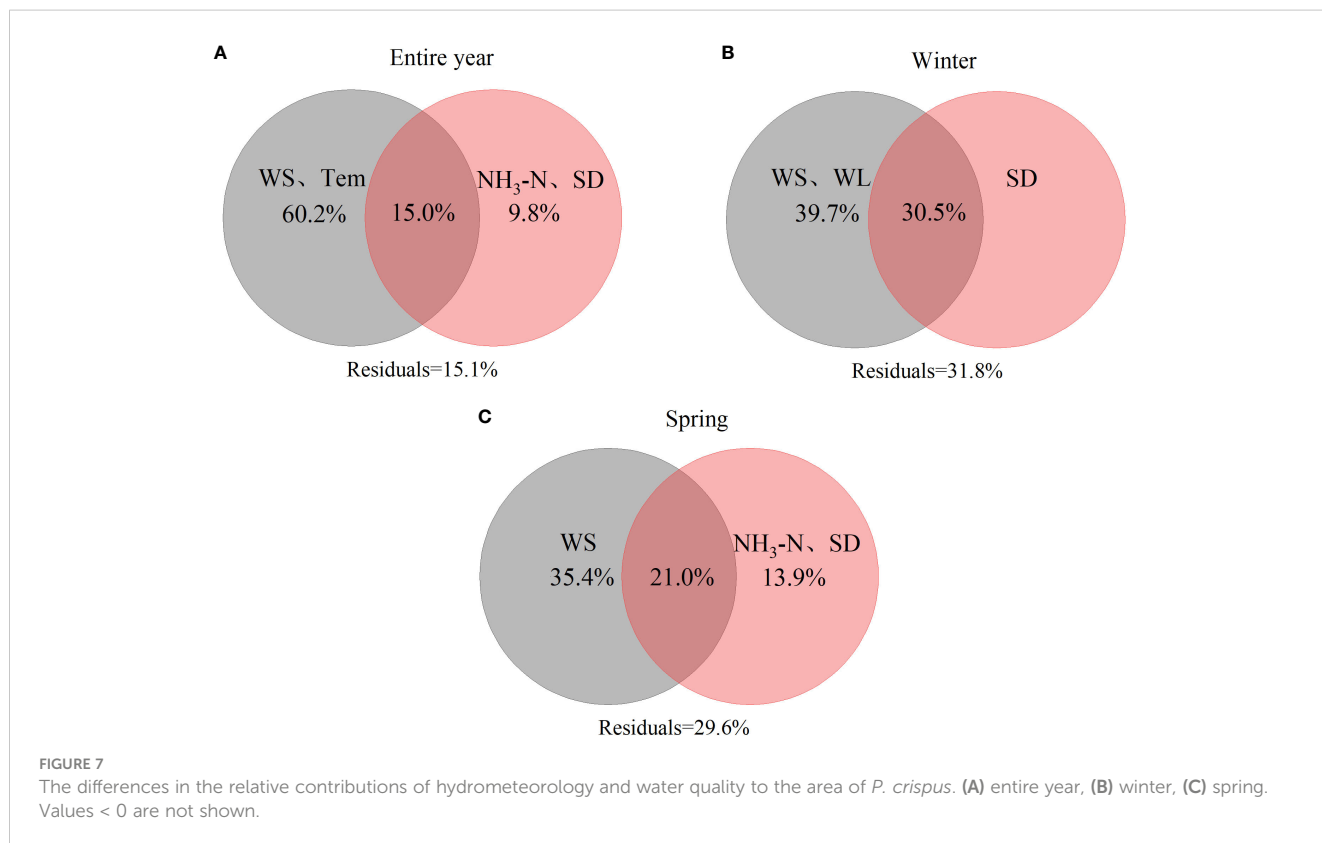 A
Entire year
WS、Tem
60.2%
15.0%
NH₃-N、SD
9.8%
Residuals=15.1%
B
Winter
WS、WL
39.7%
30.5%
SD
Residuals=31.8%
C
Spring
WS
35.4%
21.0%
NH₃-N、SD
13.9%
Residuals=29.6%
FIGURE 7
The differences in the relative contributions of hydrometeorology and water quality to the area of P. crispus. (A) entire year, (B) winter, (C) spring.
Values < 0 are not shown.